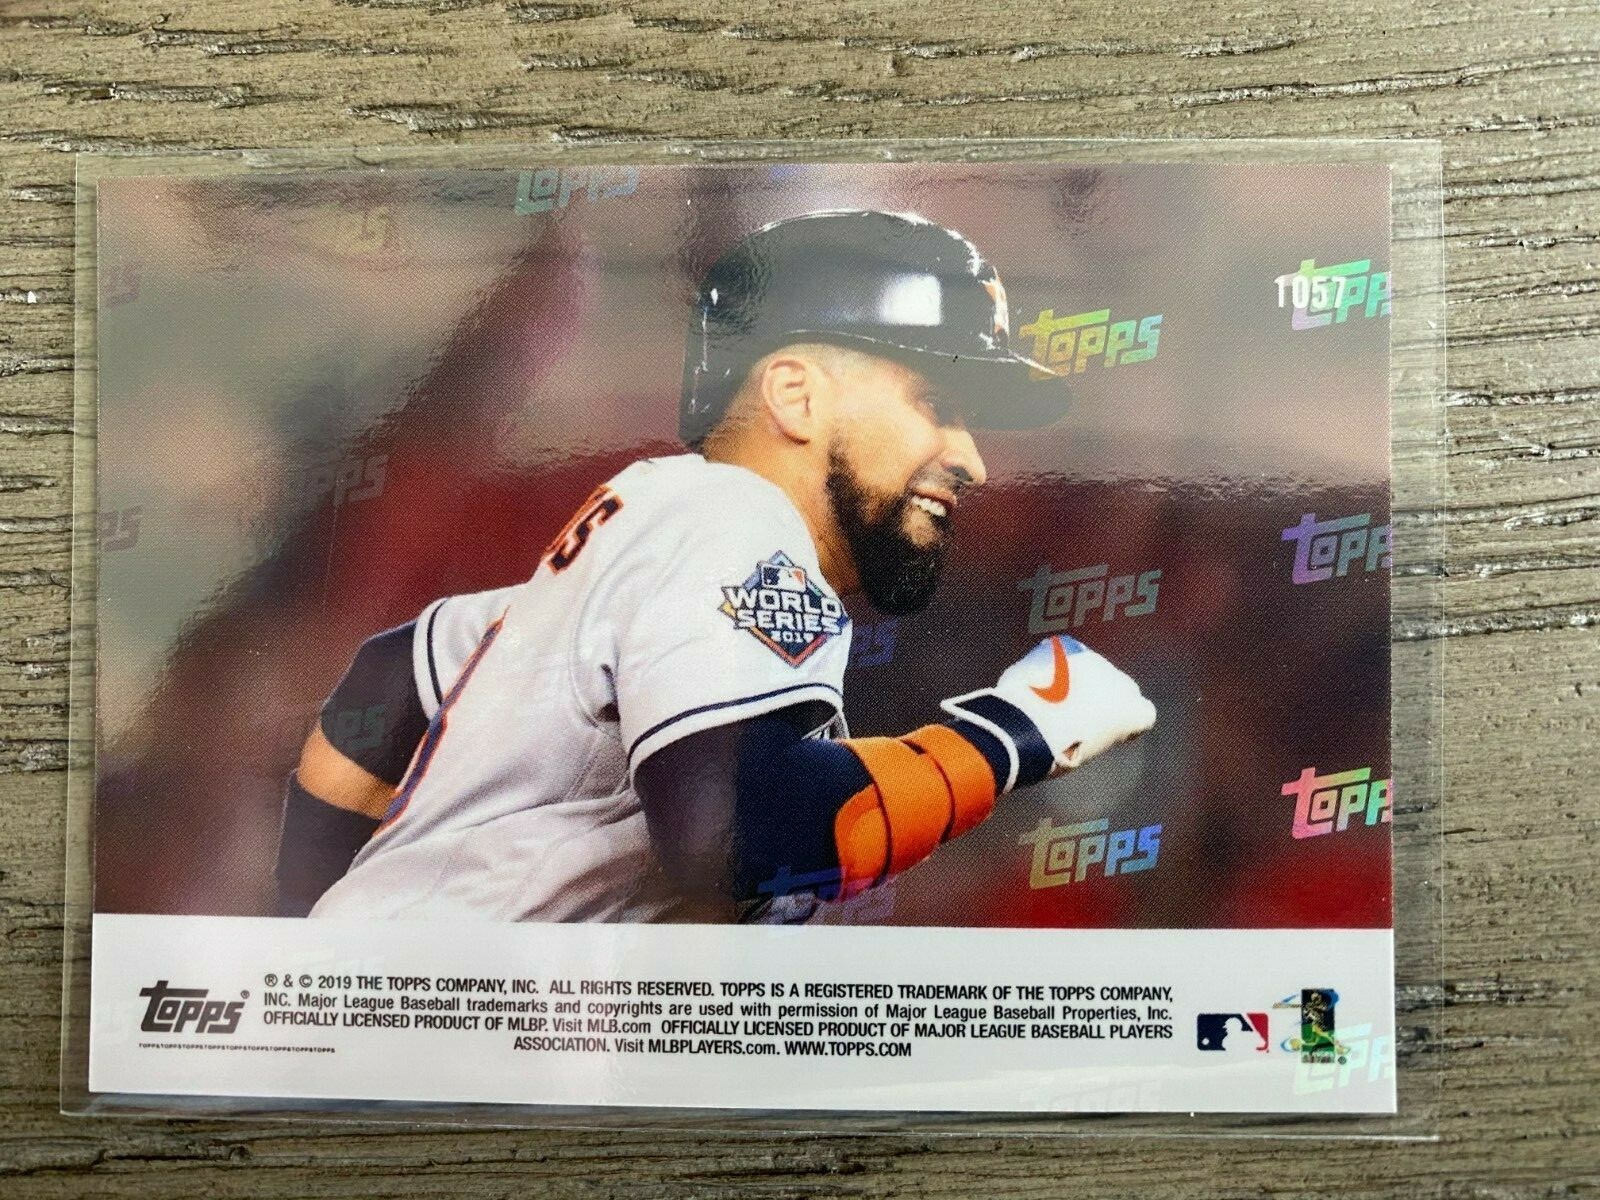 1057
US
WORLD
SERIES
2019
topps
topps
topps
topps
topps
topps
topps
topps® ® & © 2019 THE TOPPS COMPANY, INC. ALL RIGHTS RESERVED. TOPPS IS A REGISTERED TRADEMARK OF THE TOPPS COMPANY,
INC. Major League Baseball trademarks and copyrights are used with permission of Major League Baseball Properties, Inc.
OFFICIALLY LICENSED PRODUCT OF MLBP. Visit MLB.com OFFICIALLY LICENSED PRODUCT OF MAJOR LEAGUE BASEBALL PLAYERS
ASSOCIATION. Visit MLBPLAYERS.com. WWW.TOPPS.COM